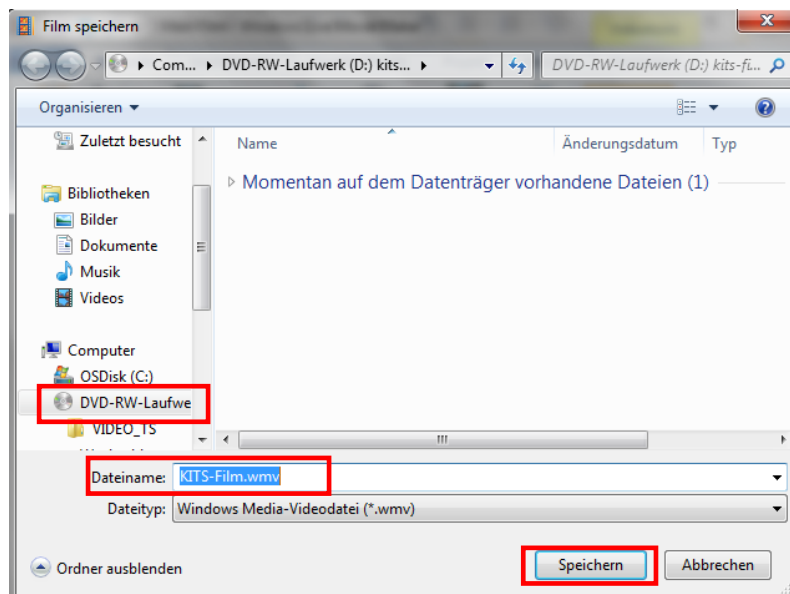 Film speichern
Com... DVD-RW-Laufwerk (D:) kits... DVD-RW-Laufwerk (D:) kits-fi...
Organisieren
Zuletzt besucht
Name Änderungsdatum Typ
Momentan auf dem Datenträger vorhandene Dateien (1)
Bibliotheken
Bilder
Dokumente
Musik
Videos
Computer
OSDisk (C:)
DVD-RW-Laufwe
VIDEO_TS
Dateiname: KITS-Film.wmv
Dateityp: Windows Media-Videodatei (*.wmv)
Ordner ausblenden Speichern Abbrechen